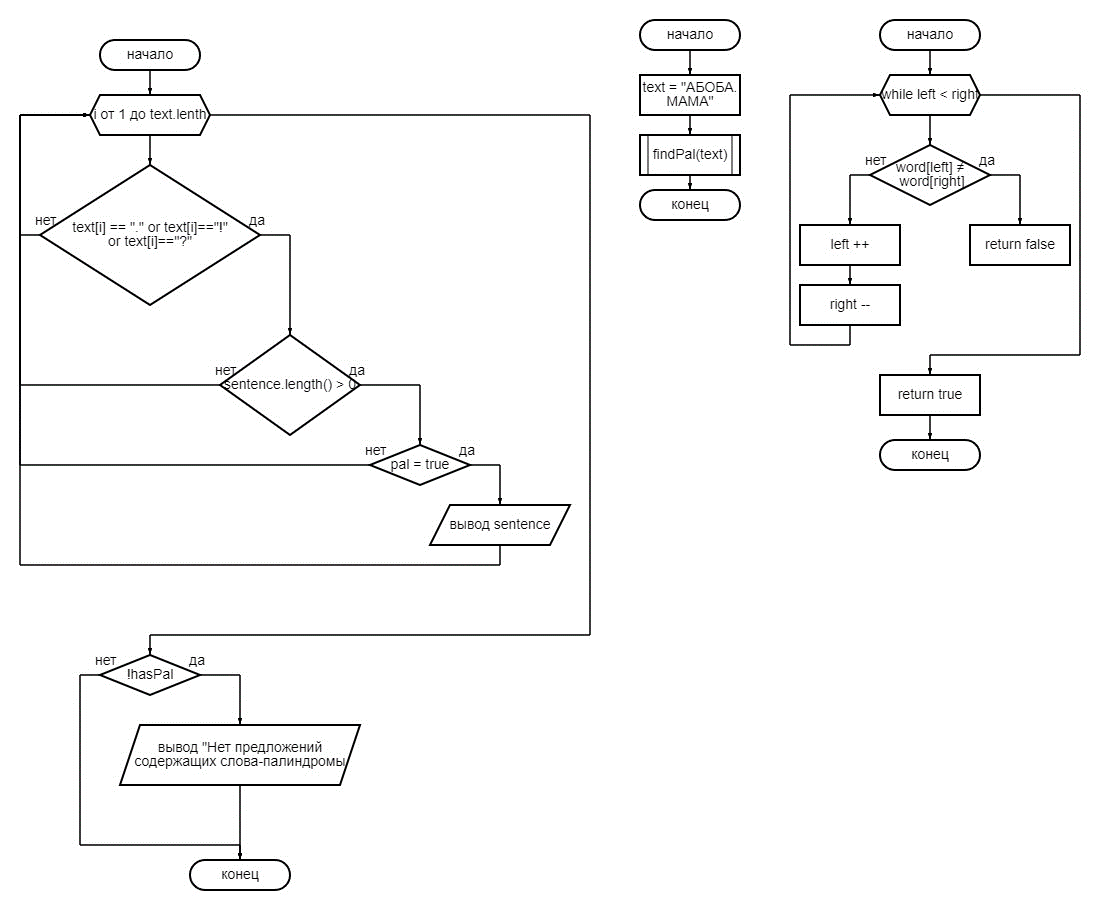 начало
i от 1 до text.lenth
нет
да
text[i] == "." or text[i]=="!"
or text[i]=="?"
нет
да
sentence.length() > 0
нет
да
pal = true
вывод sentence
нет
да
!hasPal
вывод "Нет предложений
содержащих слова-палиндромы
конец
начало
text = "АБОБА.
МАМА"
findPal(text)
конец
начало
while left < right
нет
да
word[left] ≠
word[right]
left ++
return false
right --
return true
конец